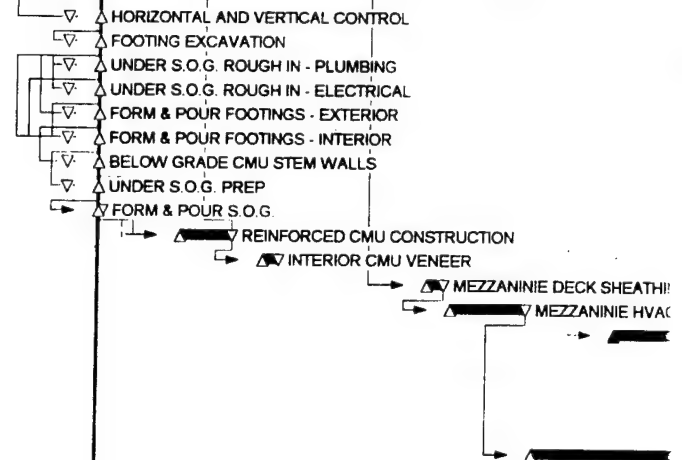 HORIZONTAL AND VERTICAL CONTROL
FOOTING EXCAVATION
UNDER S.O.G. ROUGH IN - PLUMBING
UNDER S.O.G. ROUGH IN - ELECTRICAL
FORM & POUR FOOTINGS - EXTERIOR
FORM & POUR FOOTINGS - INTERIOR
BELOW GRADE CMU STEM WALLS
UNDER S.O.G. PREP
FORM & POUR S.O.G.
REINFORCED CMU CONSTRUCTION
INTERIOR CMU VENEER
MEZZANINIE DECK SHEATHI
MEZZANINIE HVAC